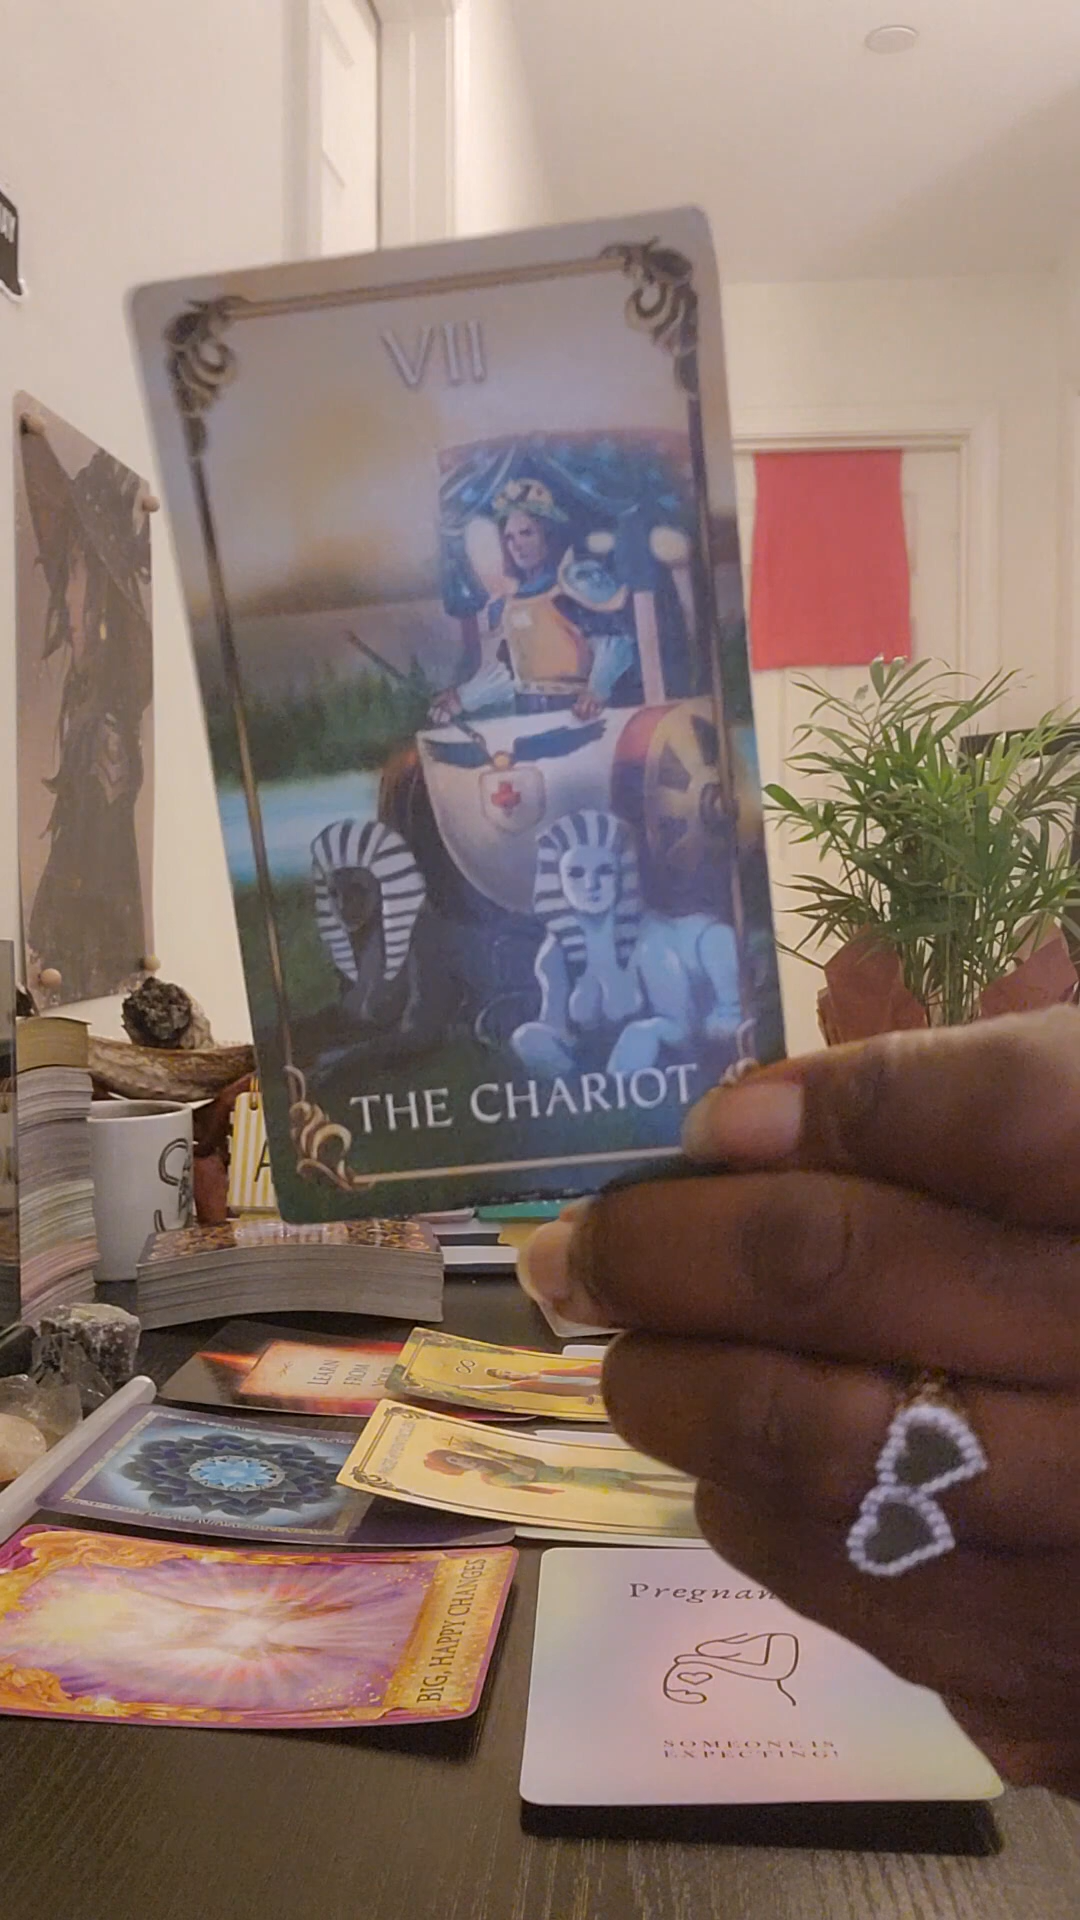 VII
THE CHARIOT
LEARN
FROM
BIG, HAPPY CHANGES
SOMEONE IS
EXPECTING!